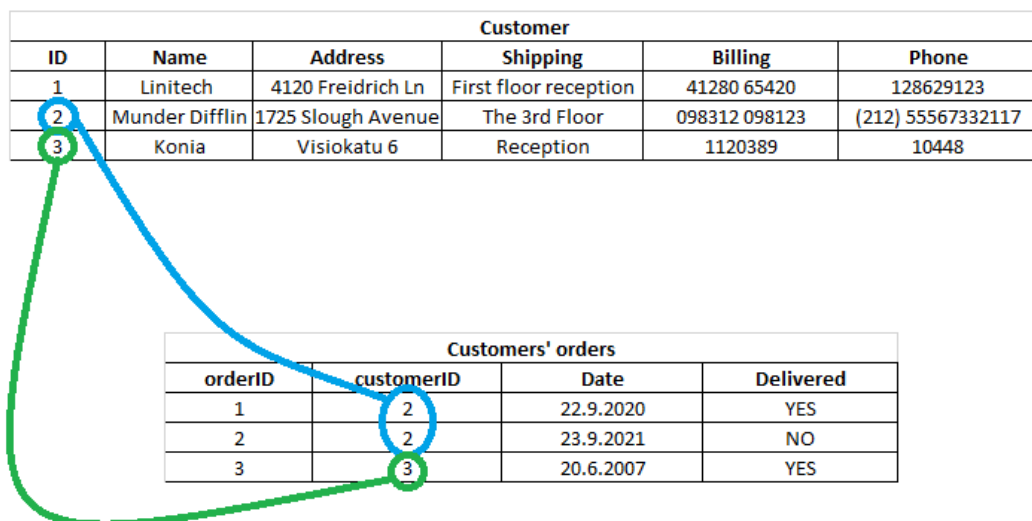 Customer
ID Name Address Shipping Billing Phone
1 Linitech 4120 Freidrich Ln First floor reception 41280 65420 128629123
2 Munder Difflin 1725 Slough Avenue The 3rd Floor 098312 098123 (212) 55567332117
3 Konia Visiokatu 6 Reception 1120389 10448
Customers' orders
orderID customerID Date Delivered
1 2 22.9.2020 YES
2 2 23.9.2021 NO
3 3 20.6.2007 YES